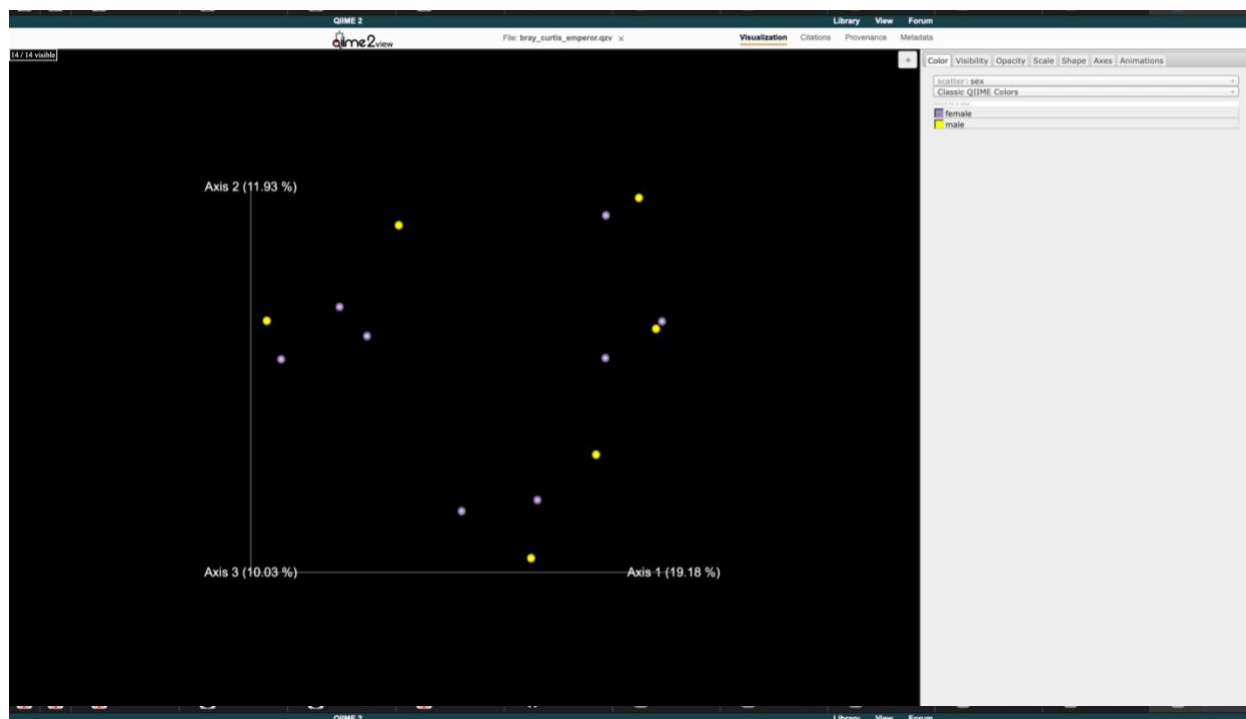 QIIME 2 Library View Forum
qiime2view File: bray_curtis_emperor.qzv × Visualization Citations Provenance Metadata
14 / 14 visible
Color Visibility Opacity Scale Shape Axes Animations
scatter: sex
Classic QIIME Colors
female
male
Axis 2 (11.93 %)
Axis 3 (10.03 %)
Axis 1 (19.18 %)
QIIME 2 Library View Forum